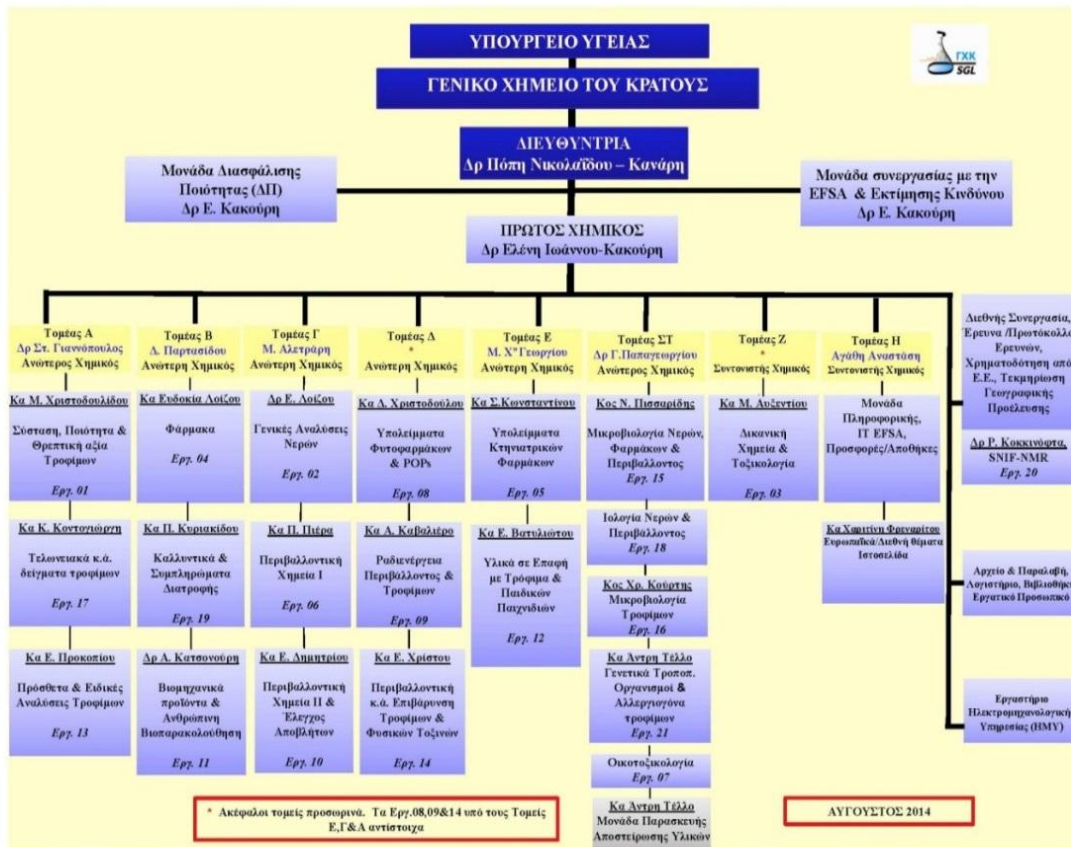 ΥΠΟΥΡΓΕΙΟ ΥΓΕΙΑΣ
ΓΧΚ
SGL
ΓΕΝΙΚΟ ΧΗΜΕΙΟ ΤΟΥ ΚΡΑΤΟΥΣ
ΔΙΕΥΘΥΝΤΡΙΑ
Δρ Πόπη Νικολαΐδου – Κανάρη
Μονάδα Διασφάλισης
Ποιότητας (ΔΠ)
Δρ Ε. Κακούρη
Μονάδα συνεργασίας με την
EFSA & Εκτίμησης Κινδύνου
Δρ Ε. Κακούρη
ΠΡΩΤΟΣ ΧΗΜΙΚΟΣ
Δρ Ελένη Ιωάννου-Κακούρη
Τομέας Α
Δρ Στ. Γιαννόπουλος
Ανώτερος Χημικός
Κα Μ. Χριστοδουλίδου
Σύσταση, Ποιότητα &
Θρεπτική αξία
Τροφίμων
Εργ. 01
Κα Κ. Κοντογιώργη
Τελωνειακά κ.ά.
δείγματα τροφίμων
Εργ. 17
Κα Ε. Προκοπίου
Πρόσθετα & Ειδικές
Αναλύσεις Τροφίμων
Εργ. 13
Τομέας Β
Δ. Παρτασίδου
Ανώτερη Χημικός
Κα Ευδοκία Λοΐζου
Φάρμακα
Εργ. 04
Κα Π. Κυριακίδου
Καλλυντικά &
Συμπληρώματα
Διατροφής
Εργ. 19
Δρ Α. Κατσονούρη
Βιομηχανικά
προϊόντα &
Ανθρώπινη
Βιοπαρακολούθηση
Εργ. 11
Τομέας Γ
Μ. Αλετράρη
Ανώτερη Χημικός
Δρ Ε. Λοΐζου
Γενικές Αναλύσεις
Νερών
Εργ. 02
Κα Π. Πιέρα
Περιβαλλοντική
Χημεία Ι
Εργ. 06
Κα Ε. Δημητρίου
Περιβαλλοντική
Χημεία ΙΙ &
Έλεγχος
Αποβλήτων
Εργ. 10
Τομέας Δ
*
Ανώτερη Χημικός
Κα Δ. Χριστοδούλου
Υπολείμματα
Φυτοφαρμάκων
& POPs
Εργ. 08
Κα Α. Καβαλιέρο
Ραδιενέργεια
Περιβάλλοντος &
Τροφίμων
Εργ. 09
Κα Ε. Χρίστου
Περιβαλλοντική
κ.ά. Επιβάρυνση
Τροφίμων &
Φυσικών Τοξινών
Εργ. 14
Τομέας Ε
Μ. Χ"Γεωργίου
Ανώτερη Χημικός
Κα Σ.Κωνσταντίνου
Υπολείμματα
Κτηνιατρικών
Φαρμάκων
Εργ. 05
Κα Ε. Βατυλιώτου
Υλικά σε Επαφή
με Τρόφιμα &
Παιδικών
Παιχνιδιών
Εργ. 12
Τομέας ΣΤ
Δρ Γ.Παπαγεωργίου
Ανώτερος Χημικός
Κος Ν. Πισσαρίδης
Μικροβιολογία Νερών,
Φαρμάκων &
Περιβάλλοντος
Εργ. 15
Ιολογία Νερών &
Περιβάλλοντος
Εργ. 18
Κος Χρ. Κούρτης
Μικροβιολογία
Τροφίμων
Εργ. 16
Κα Άντρη Τέλλο
Γενετικά Τροποπ.
Οργανισμοί &
Αλλεργιογόνα
τροφίμων
Εργ. 21
Οικοτοξικολογία
Εργ. 07
Κα Άντρη Τέλλο
Μονάδα Παρασκευής
Αποστείρωσης Υλικών
Τομέας Ζ
*
Συντονιστής Χημικός
Κα Μ. Αυξεντίου
Δικανική
Χημεία &
Τοξικολογία
Εργ. 03
Τομέας Η
Αγάθη Αναστάση
Συντονιστής Χημικός
Μονάδα
Πληροφορικής,
IT EFSA,
Προσφορές/Αποθήκες
Κα Χαριτίνη Φρεναρίτου
Ευρωπαϊκά/Διεθνή θέματα
Ιστοσελίδα
Διεθνής Συνεργασία,
Έρευνα /Πρωτόκολλο
Ερευνών,
Χρηματοδότηση από
Ε.Ε., Τεκμηρίωση
Γεωγραφικής
Προέλευσης
Δρ Ρ. Κοκκινόφτα,
SNIF-NMR
Εργ. 20
Αρχείο & Παραλαβή,
Λογιστήριο, Βιβλιοθήκη
Εργατικό Προσωπικό
Εργαστήριο
Ηλεκτρομηχανολογική
Υπηρεσίας (ΗΜΥ)
* Ακέφαλοι τομείς προσωρινά. Τα Εργ.08,09&14 υπό τους Τομείς
Ε,Γ&Α αντίστοιχα
ΑΥΓΟΥΣΤΟΣ 2014